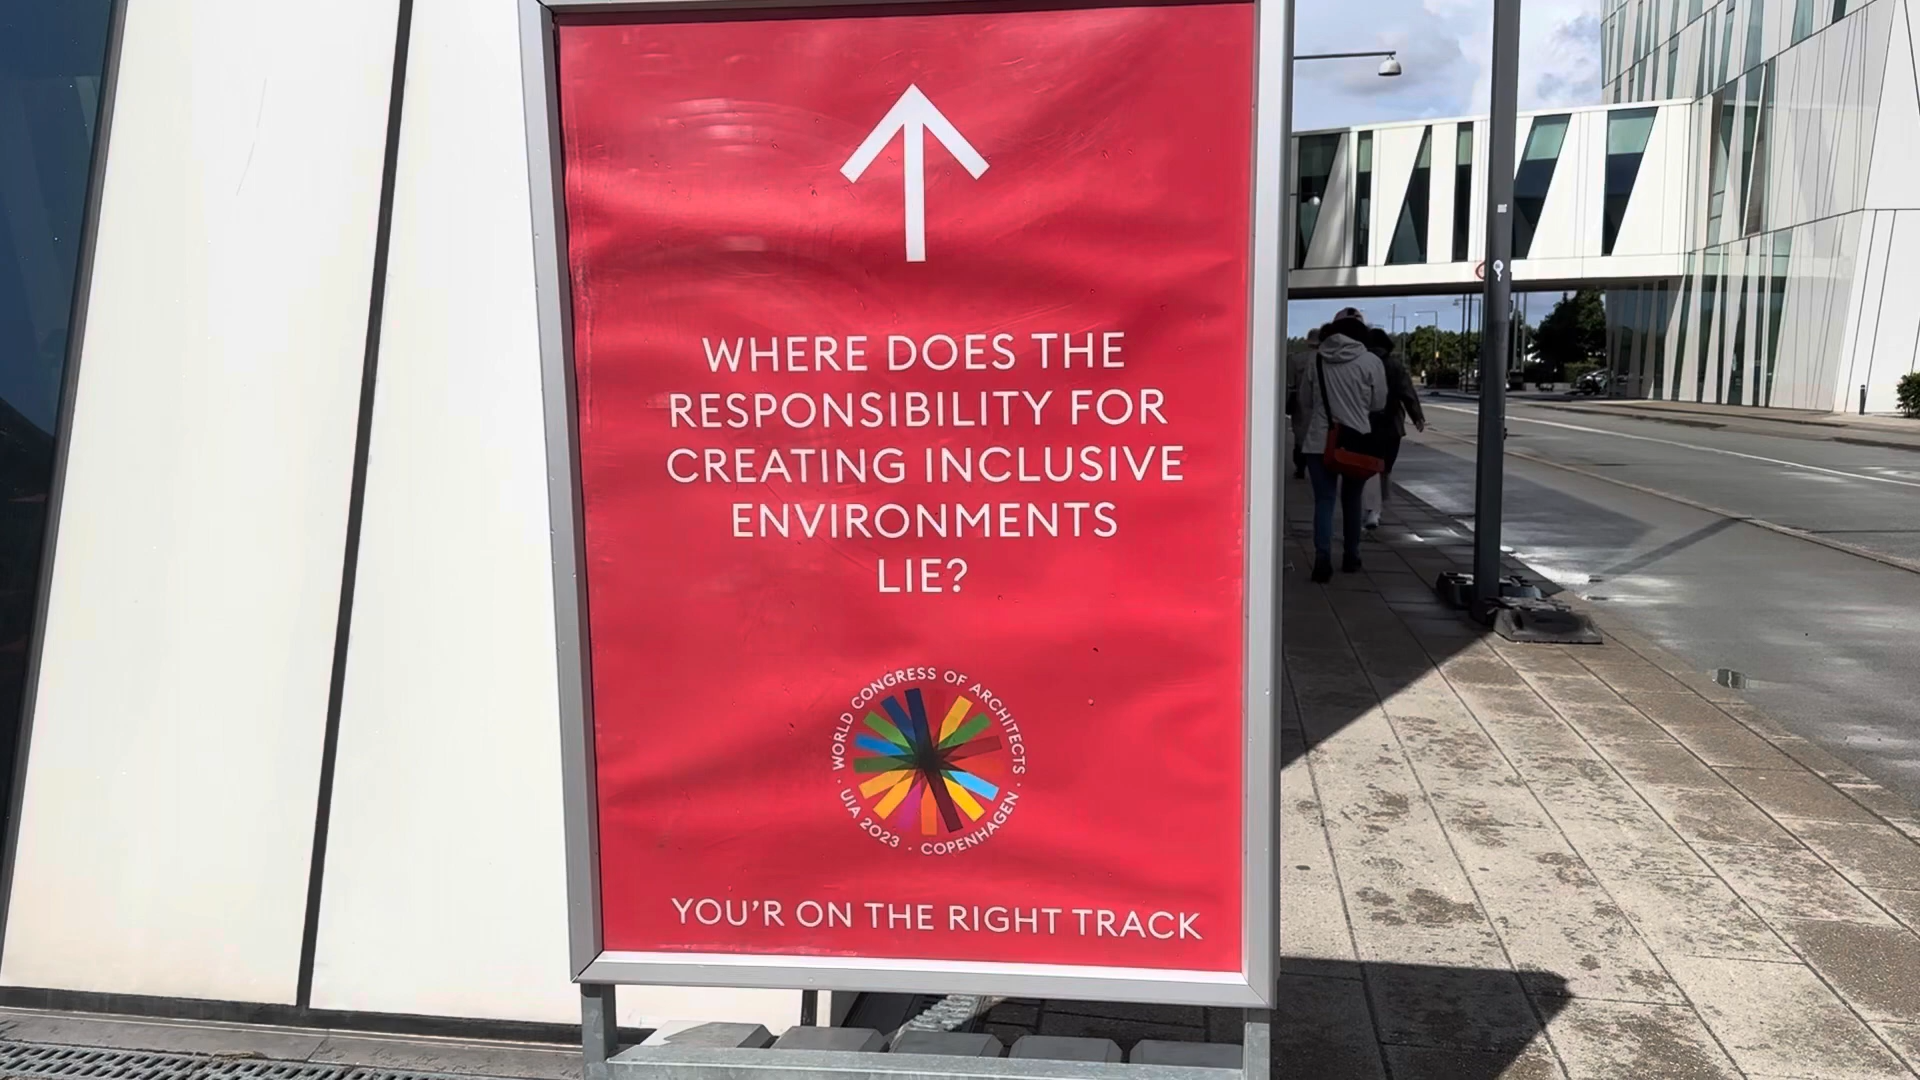 WHERE DOES THE
RESPONSIBILITY FOR
CREATING INCLUSIVE
ENVIRONMENTS
LIE?
WORLD CONGRESS OF ARCHITECTS
· UIA 2023 · COPENHAGEN ·
YOU'R ON THE RIGHT TRACK